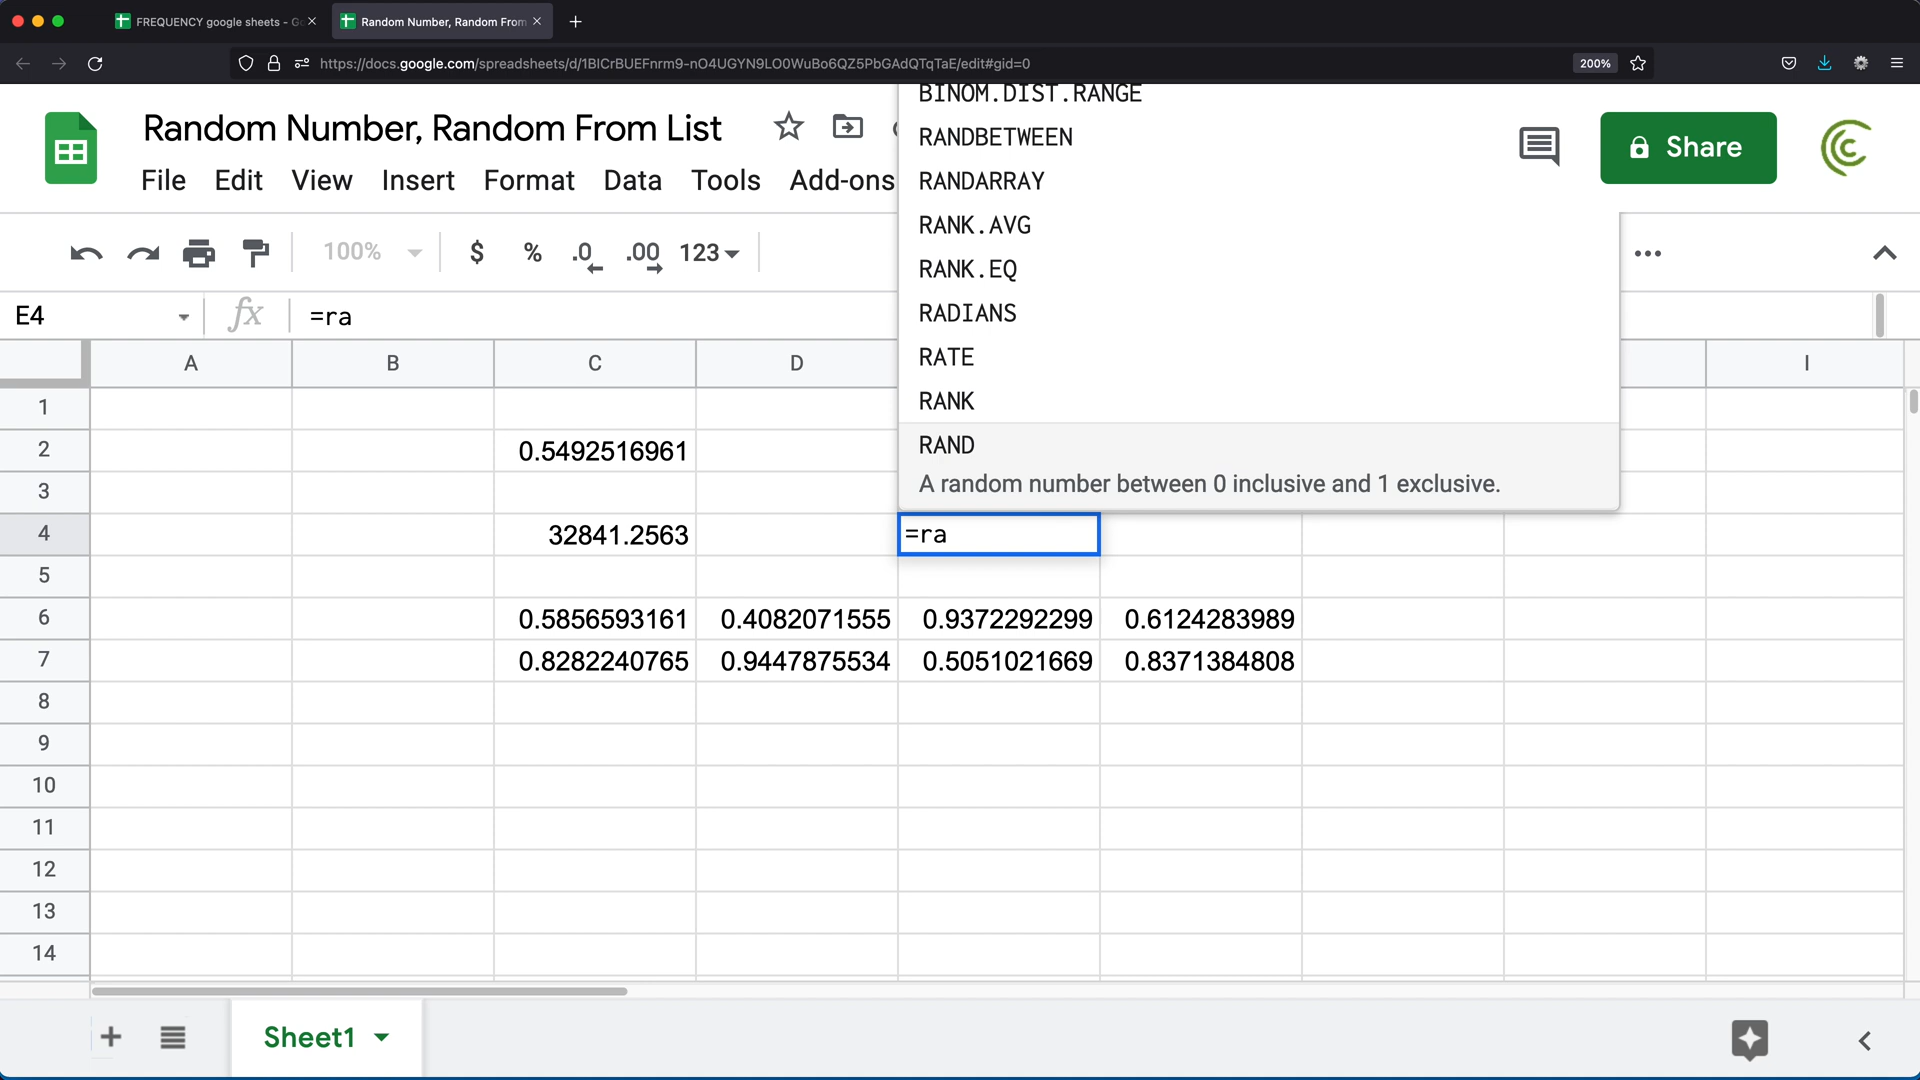 FREQUENCY google sheets - Go
Random Number, Random From
https://docs.google.com/spreadsheets/d/1BICrBUEFnrm9-nO4UGYN9LO0WuBo6QZ5PbGAdQTqTaE/edit#gid=0
200%
Random Number, Random From List
File Edit View Insert Format Data Tools Add-ons
Share
BINOM.DIST.RANGE
RANDBETWEEN
RANDARRAY
RANK.AVG
RANK.EQ
RADIANS
RATE
RANK
RAND
A random number between 0 inclusive and 1 exclusive.
100% $ % .0 .00 123
E4 fx =ra
A B C D I
1
2 0.5492516961
3
4 32841.2563 =ra
5
6 0.5856593161 0.4082071555 0.9372292299 0.6124283989
7 0.8282240765 0.9447875534 0.5051021669 0.8371384808
8
9
10
11
12
13
14
Sheet1